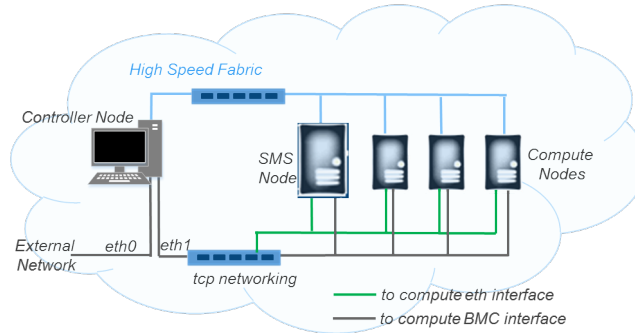 High Speed Fabric
Controller Node
SMS
Node
Compute
Nodes
External
Network
eth0
eth1
tcp networking
to compute eth interface
to compute BMC interface